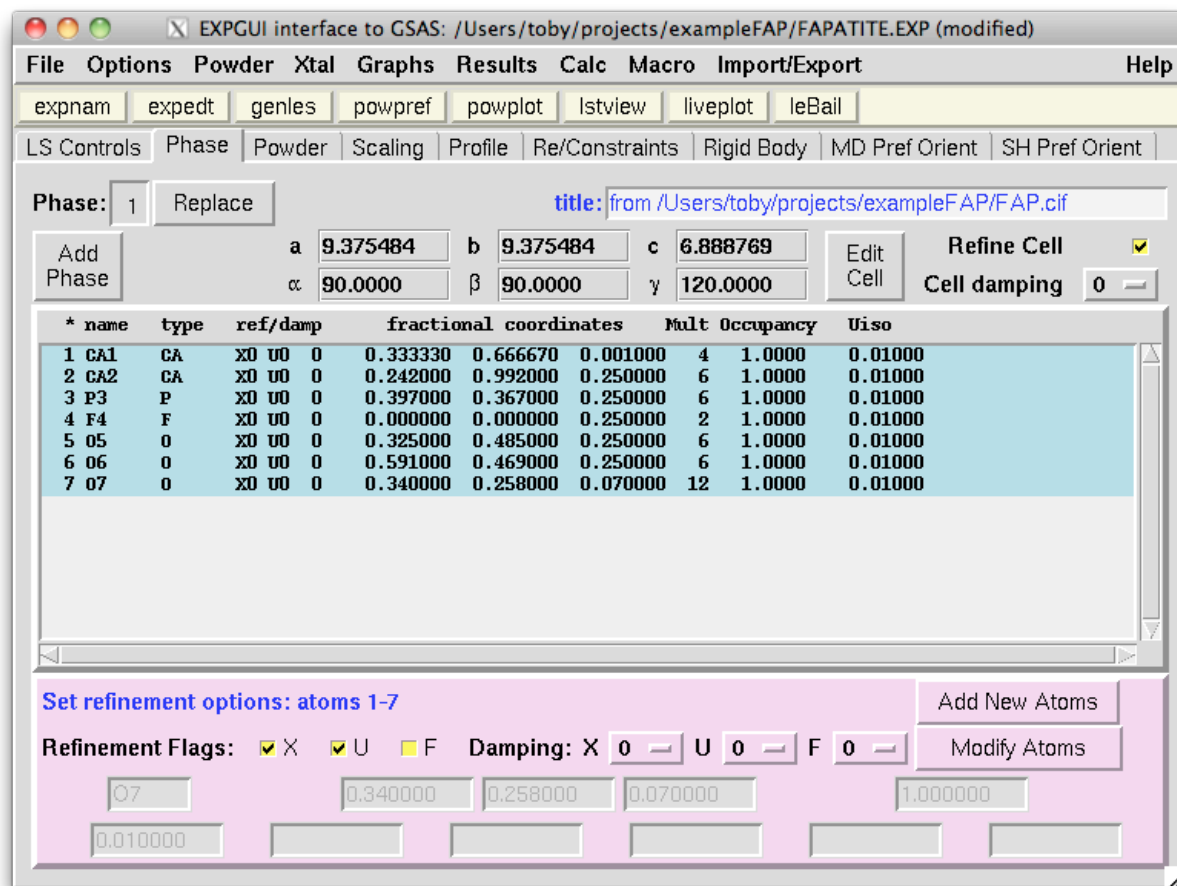 EXPGUI interface to GSAS: /Users/toby/projects/exampleFAP/FAPATITE.EXP (modified)
File Options Powder Xtal Graphs Results Calc Macro Import/Export Help
expnam expedt genles powpref powplot lstview liveplot leBail
LS Controls Phase Powder Scaling Profile Re/Constraints Rigid Body MD Pref Orient SH Pref Orient
Phase: 1 Replace title: from /Users/toby/projects/exampleFAP/FAP.cif
Add Phase a 9.375484 b 9.375484 c 6.888769 Edit Cell Refine Cell
α 90.0000 β 90.0000 γ 120.0000 Cell damping 0
* name type ref/damp fractional coordinates Mult Occupancy Uiso
1 CA1 CA X0 U0 0 0.333330 0.666670 0.001000 4 1.0000 0.01000
2 CA2 CA X0 U0 0 0.242000 0.992000 0.250000 6 1.0000 0.01000
3 P3 P X0 U0 0 0.397000 0.367000 0.250000 6 1.0000 0.01000
4 F4 F X0 U0 0 0.000000 0.000000 0.250000 2 1.0000 0.01000
5 O5 O X0 U0 0 0.325000 0.485000 0.250000 6 1.0000 0.01000
6 O6 O X0 U0 0 0.591000 0.469000 0.250000 6 1.0000 0.01000
7 O7 O X0 U0 0 0.340000 0.258000 0.070000 12 1.0000 0.01000
Set refinement options: atoms 1-7 Add New Atoms
Refinement Flags: X U F Damping: X 0 U 0 F 0 Modify Atoms
O7 0.340000 0.258000 0.070000 1.000000
0.010000